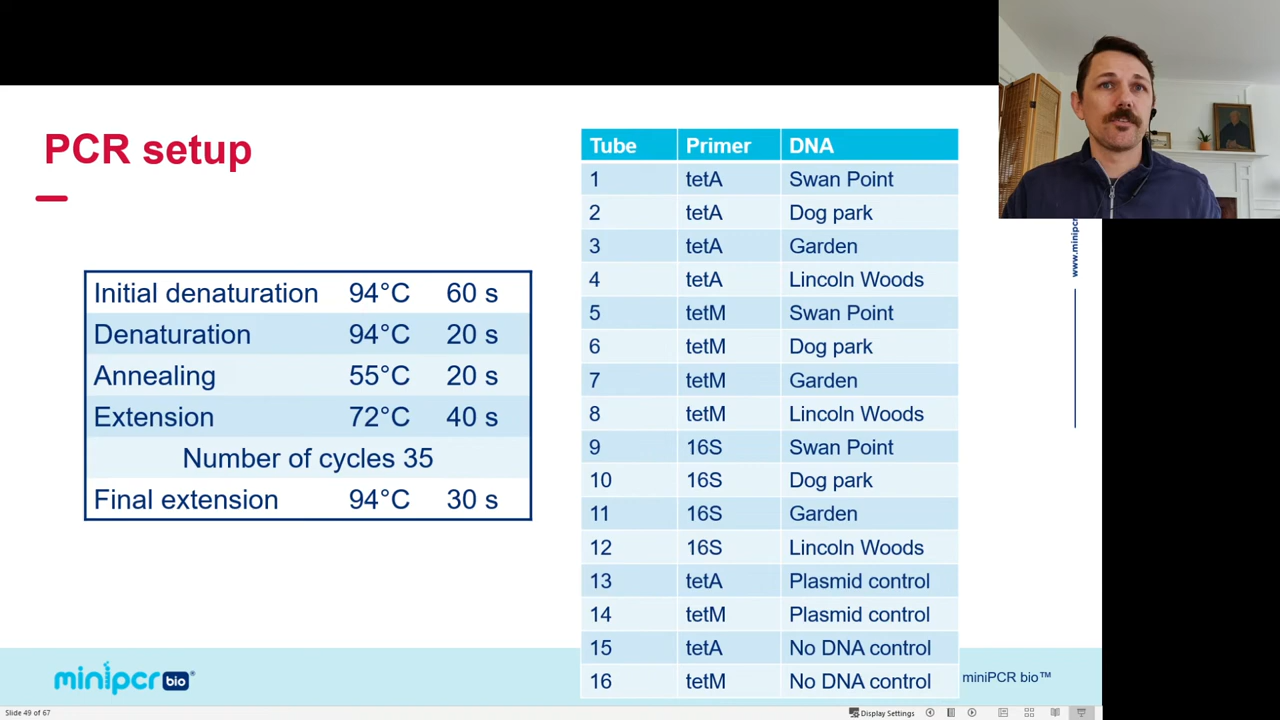 PCR setup
Initial denaturation 94°C 60 s
Denaturation 94°C 20 s
Annealing 55°C 20 s
Extension 72°C 40 s
Number of cycles 35
Final extension 94°C 30 s
Tube Primer DNA
1 tetA Swan Point
2 tetA Dog park
3 tetA Garden
4 tetA Lincoln Woods
5 tetM Swan Point
6 tetM Dog park
7 tetM Garden
8 tetM Lincoln Woods
9 16S Swan Point
10 16S Dog park
11 16S Garden
12 16S Lincoln Woods
13 tetA Plasmid control
14 tetM Plasmid control
15 tetA No DNA control
16 tetM No DNA control
www.minipcr
minipcr bio®
miniPCR bio™
Slide 49 of 67
Display Settings